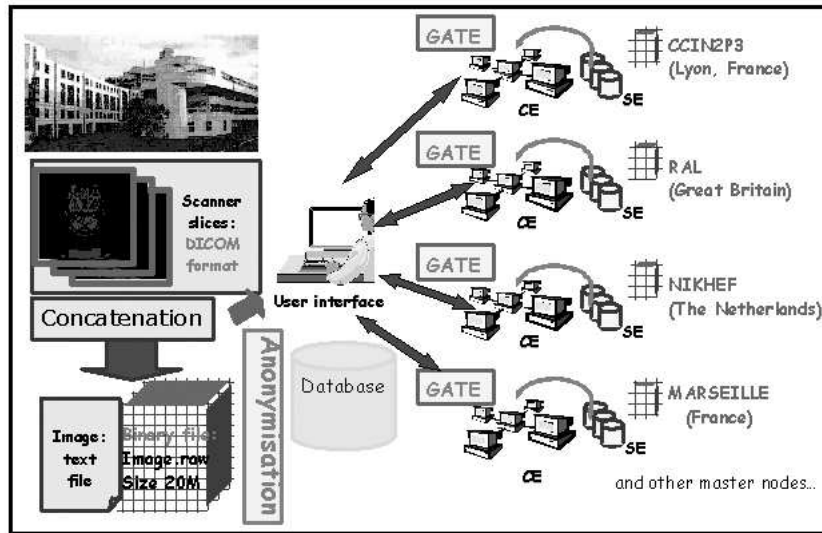 Scanner
slices:
DICOM
format
Concatenation
Anonymisation
Image:
text
file
Binary file:
Image.raw
Size 20M
User interface
Database
GATE
CE
SE
CCIN2P3
(Lyon, France)
GATE
CE
SE
RAL
(Great Britain)
GATE
CE
SE
NIKHEF
(The Netherlands)
GATE
CE
SE
MARSEILLE
(France)
and other master nodes...